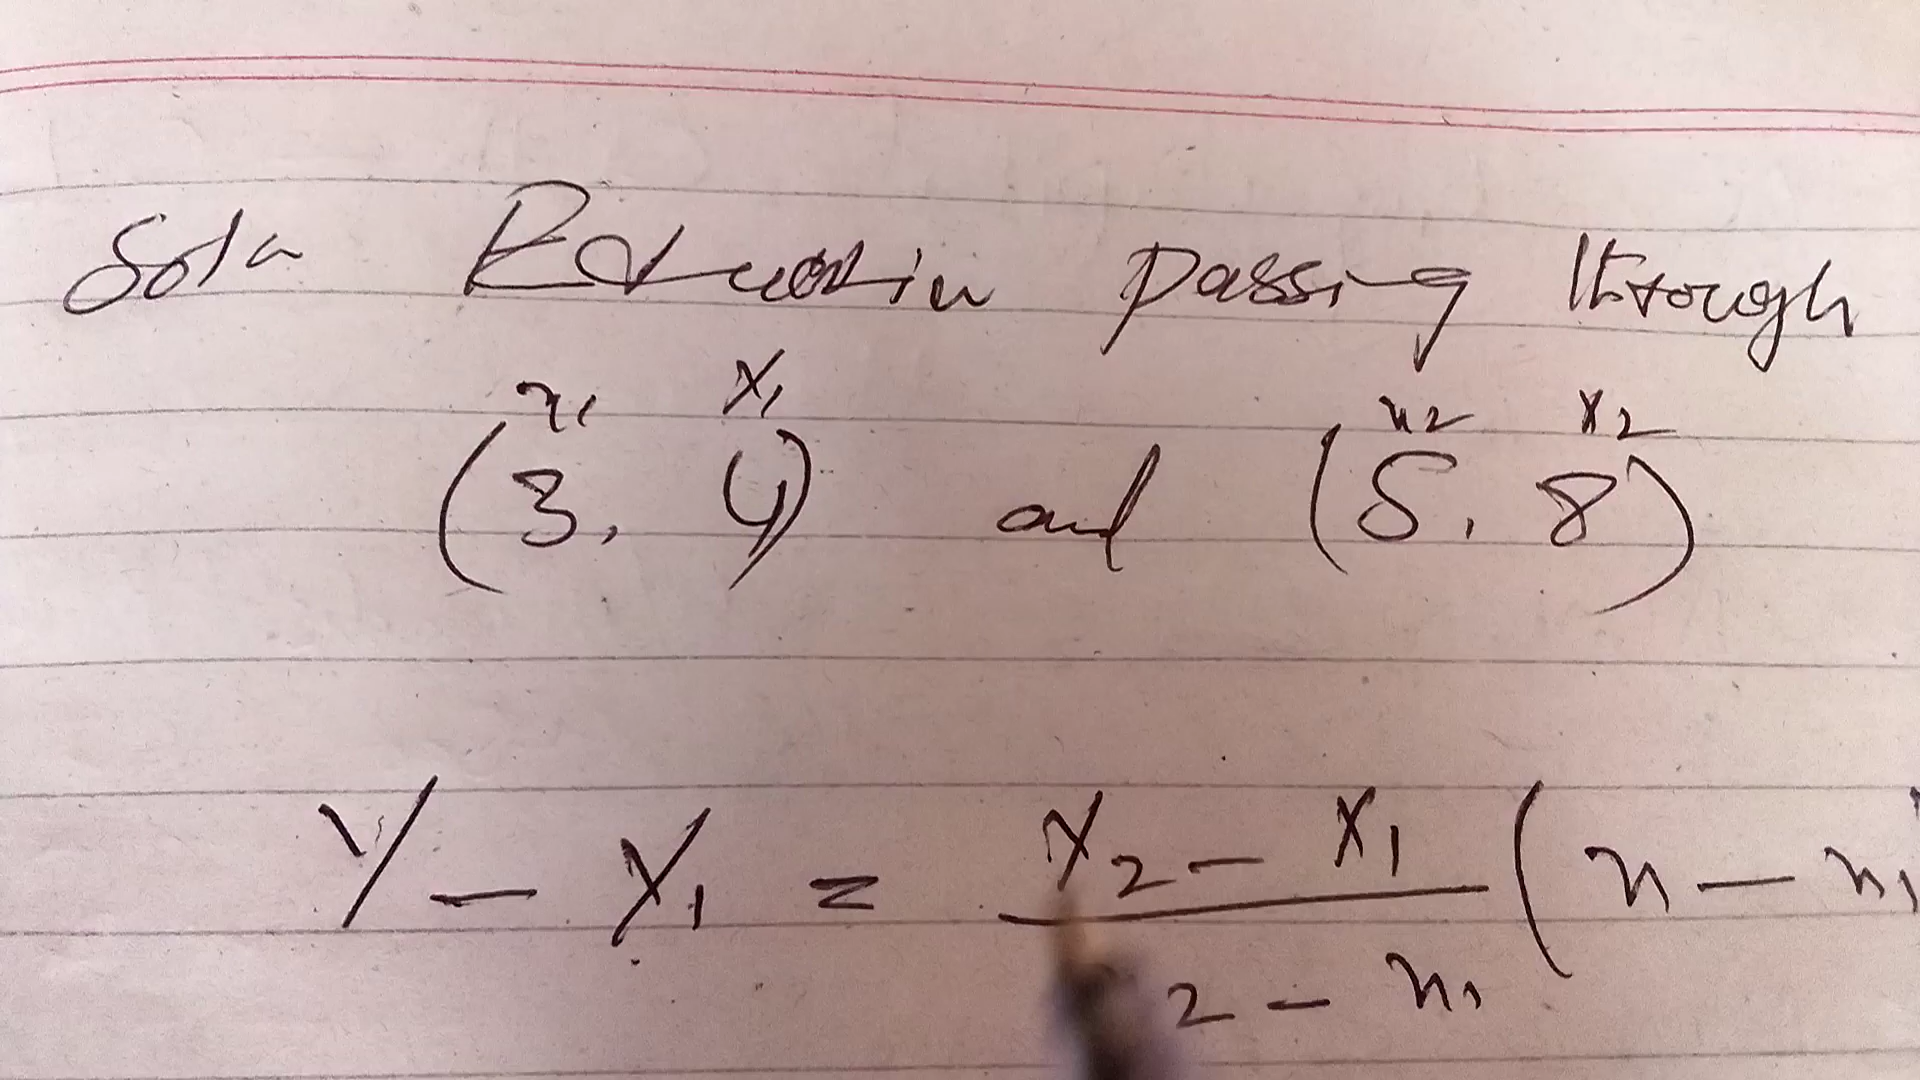 Soln Equation passing through
x1 y1 x2 y2
(3, 4) and (5, 8)
y - y1 = y2 - y1 (x - x1
2 - x1